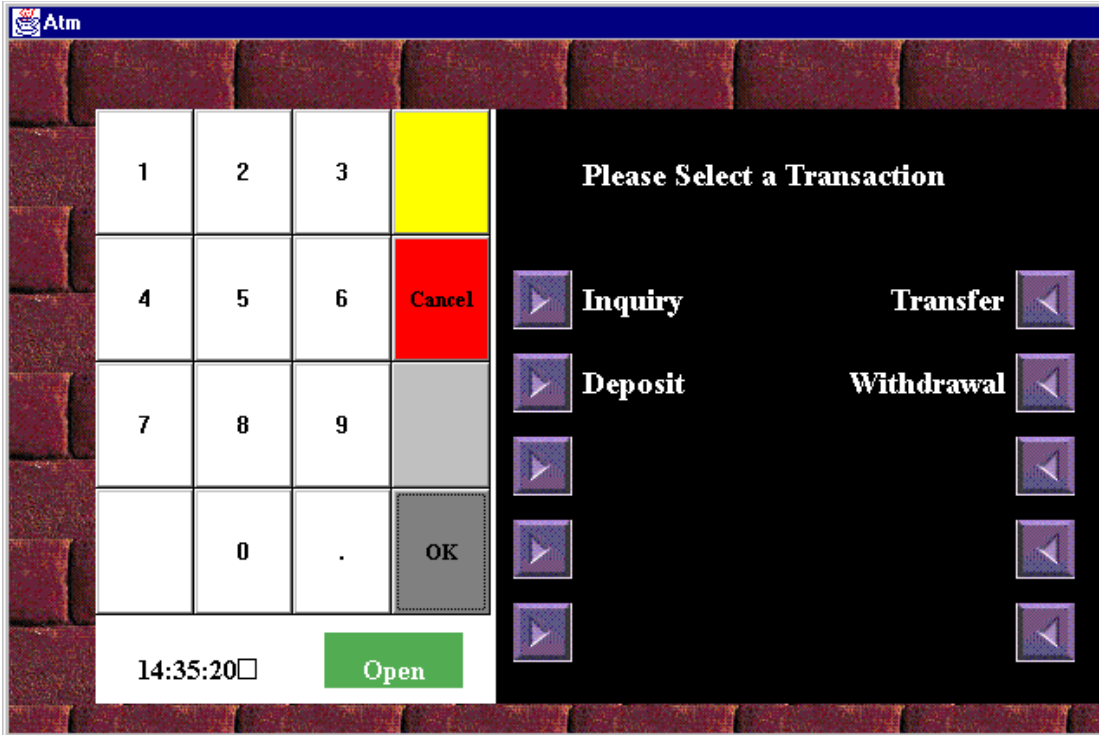 Atm
1 2 3
4 5 6 Cancel
7 8 9
0 . OK
14:35:20□ Open
Please Select a Transaction
Inquiry Transfer
Deposit Withdrawal